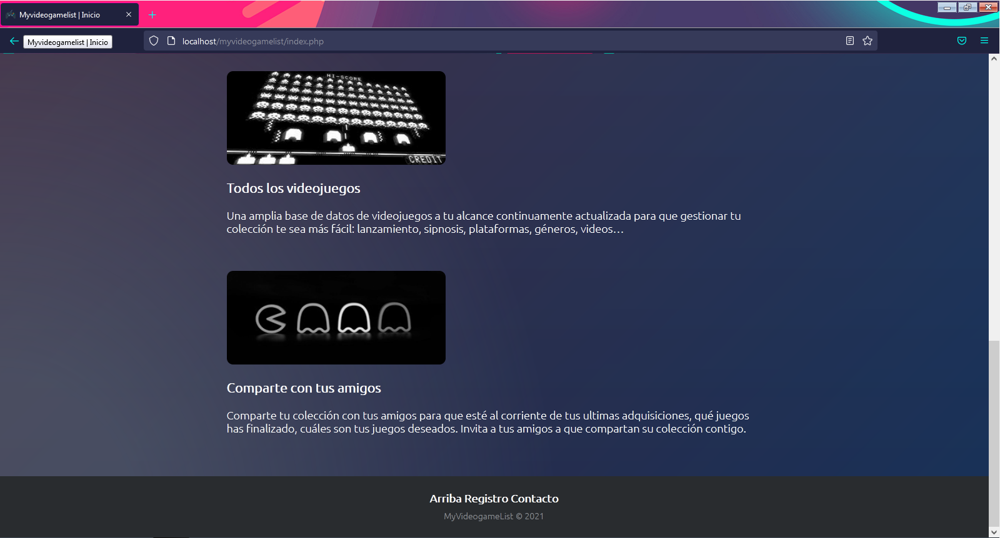 Myvideogamelist | Inicio
Myvideogamelist | Inicio
localhost/myvideogamelist/index.php
HI-SCORE
CREDIT
Todos los videojuegos
Una amplia base de datos de videojuegos a tu alcance continuamente actualizada para que gestionar tu
colección te sea más fácil: lanzamiento, sipnosis, plataformas, géneros, videos…
Comparte con tus amigos
Comparte tu colección con tus amigos para que esté al corriente de tus ultimas adquisiciones, qué juegos
has finalizado, cuáles son tus juegos deseados. Invita a tus amigos a que compartan su colección contigo.
Arriba Registro Contacto
MyVideogameList © 2021